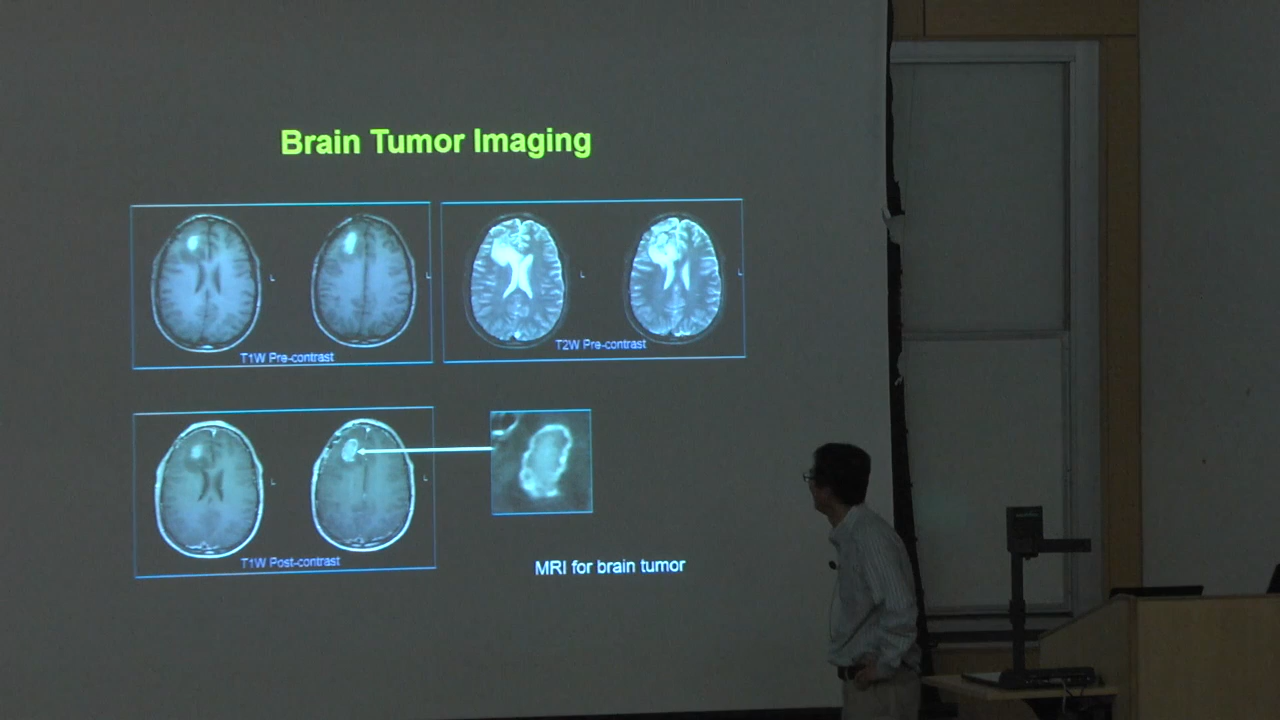 Brain Tumor Imaging
L
L
T1W Pre-contrast
L
L
T2W Pre-contrast
L
L
T1W Post-contrast
MRI for brain tumor